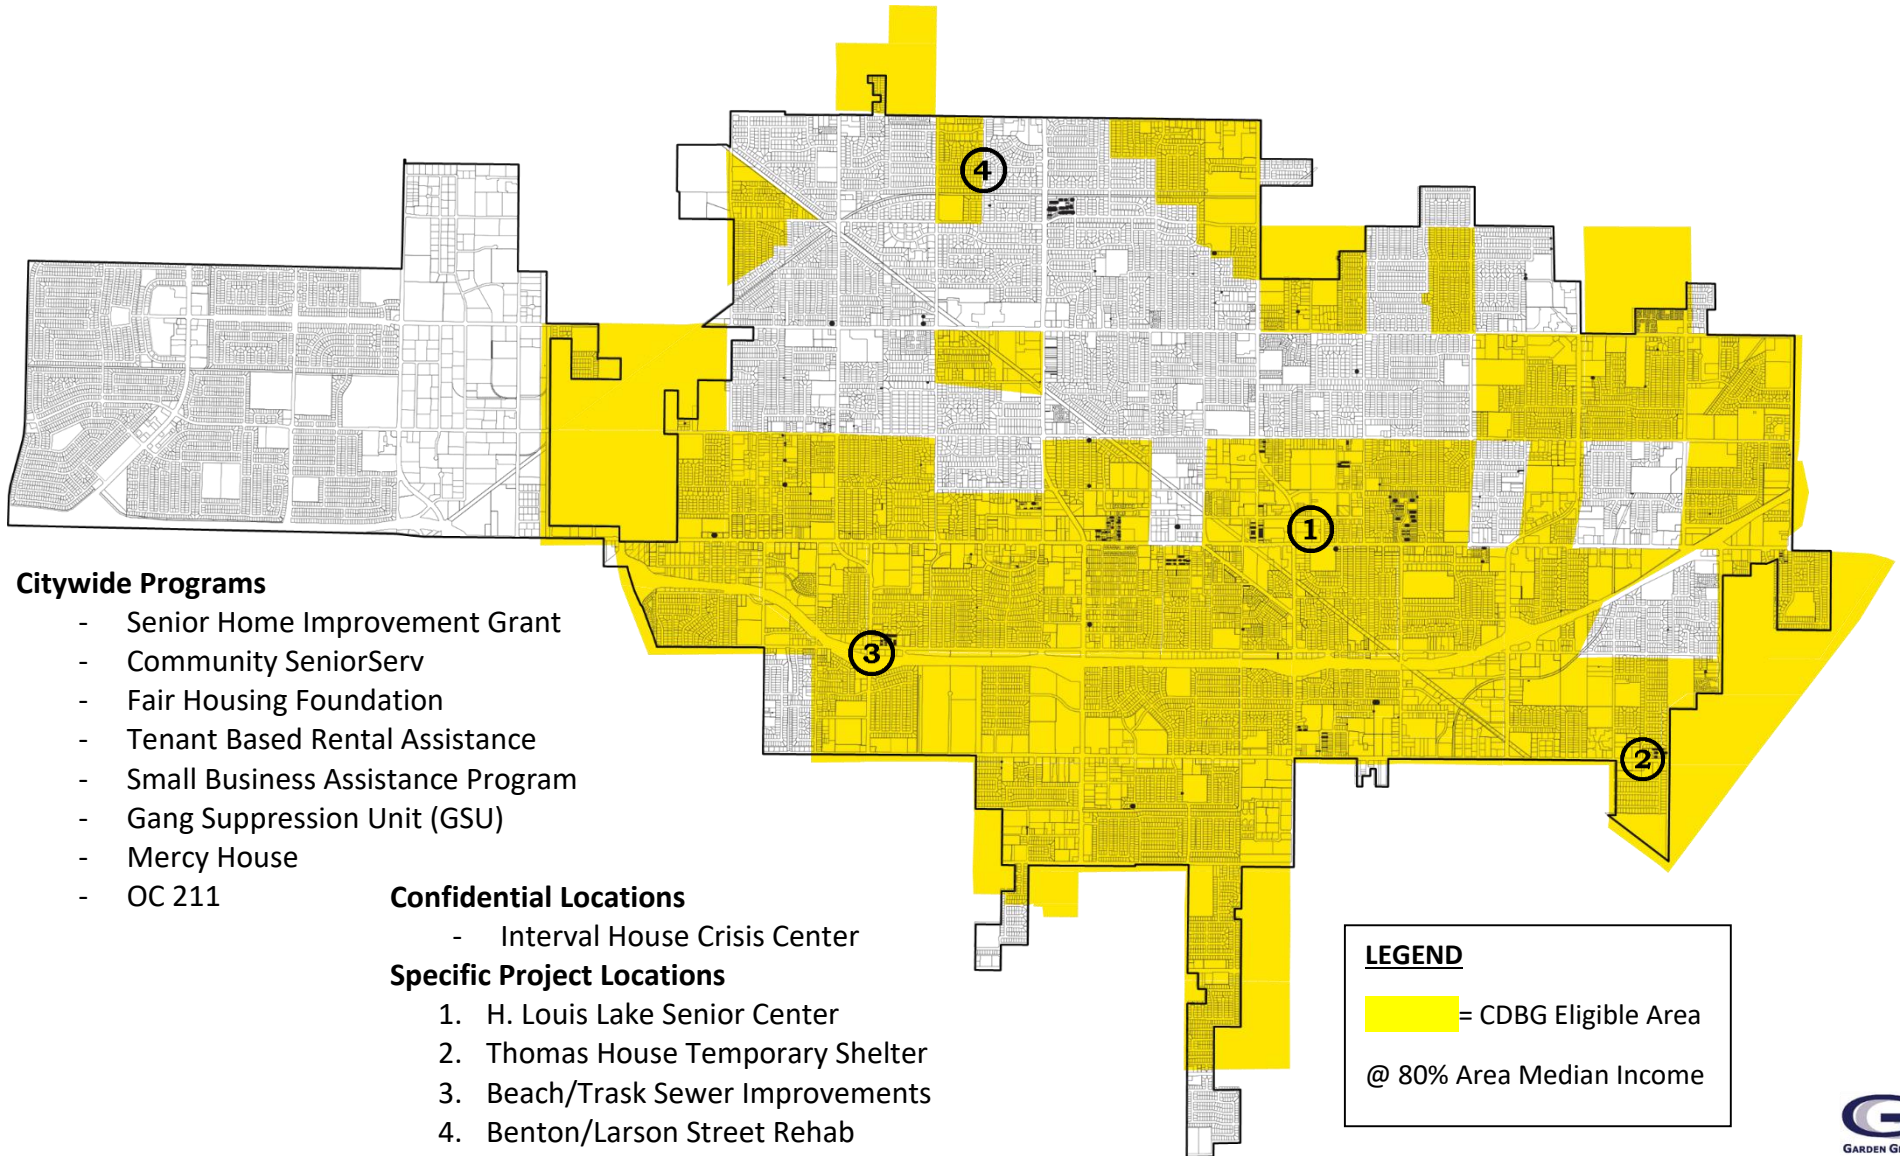 4
1
3
2
Citywide Programs
- Senior Home Improvement Grant
- Community SeniorServ
- Fair Housing Foundation
- Tenant Based Rental Assistance
- Small Business Assistance Program
- Gang Suppression Unit (GSU)
- Mercy House
- OC 211
Confidential Locations
- Interval House Crisis Center
Specific Project Locations
1. H. Louis Lake Senior Center
2. Thomas House Temporary Shelter
3. Beach/Trask Sewer Improvements
4. Benton/Larson Street Rehab
LEGEND
= CDBG Eligible Area
@ 80% Area Median Income
GARDEN G